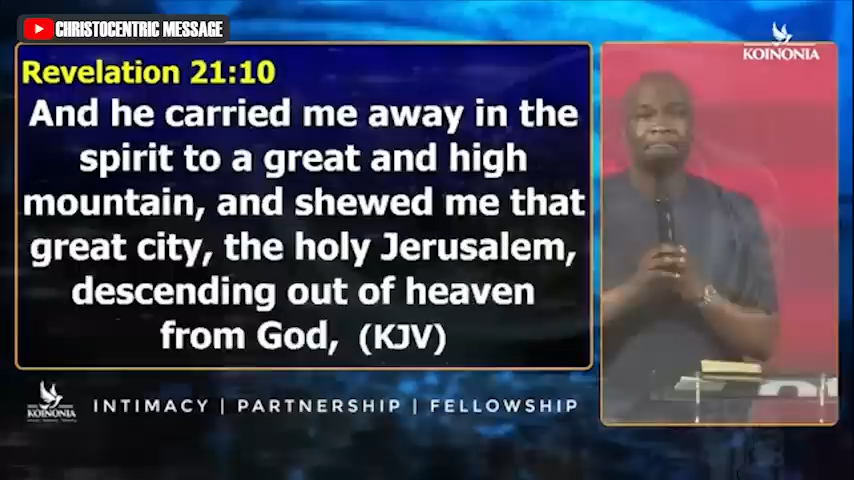 CHRISTOCENTRIC MESSAGE
KOINONIA
Revelation 21:10
And he carried me away in the
spirit to a great and high
mountain, and shewed me that
great city, the holy Jerusalem,
descending out of heaven
from God, (KJV)
KOINONIA
INTIMACY | PARTNERSHIP | FELLOWSHIP